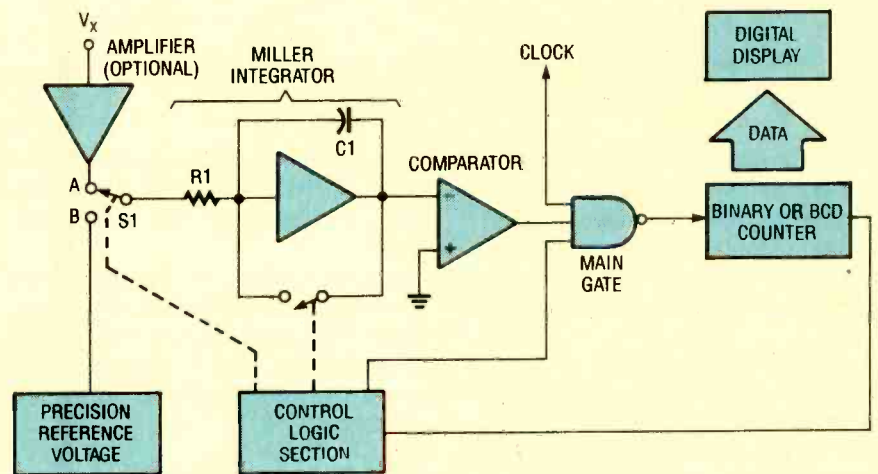 Vx
AMPLIFIER
(OPTIONAL)
MILLER
INTEGRATOR
CLOCK
DIGITAL
DISPLAY
DATA
C1
R1
COMPARATOR
A
B
S1
−
+
MAIN
GATE
BINARY OR BCD
COUNTER
PRECISION
REFERENCE
VOLTAGE
CONTROL
LOGIC
SECTION